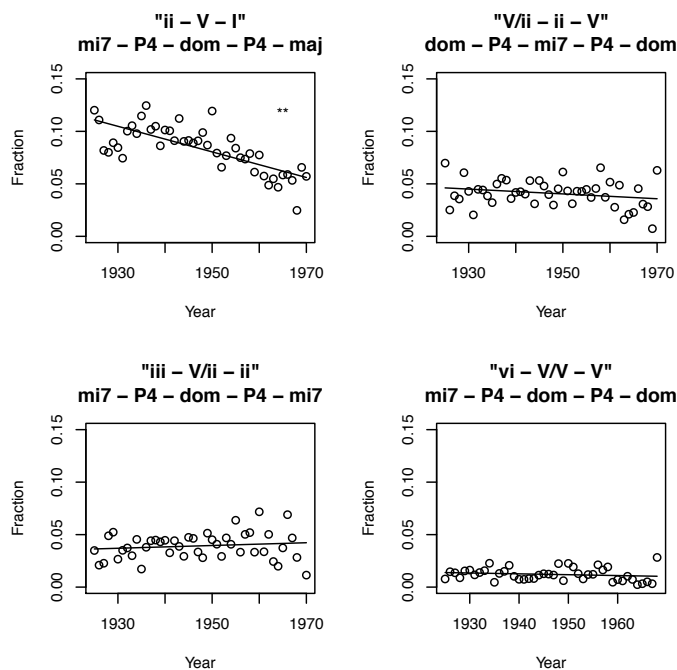 "ii – V – I"
mi7 – P4 – dom – P4 – maj
0.15
0.10
0.05
0.00
Fraction
**
1930
1950
1970
Year
"V/ii – ii – V"
dom – P4 – mi7 – P4 – dom
0.15
0.10
0.05
0.00
Fraction
1930
1950
1970
Year
"iii – V/ii – ii"
mi7 – P4 – dom – P4 – mi7
0.15
0.10
0.05
0.00
Fraction
1930
1950
1970
Year
"vi – V/V – V"
mi7 – P4 – dom – P4 – dom
0.15
0.10
0.05
0.00
Fraction
1930
1940
1950
1960
Year